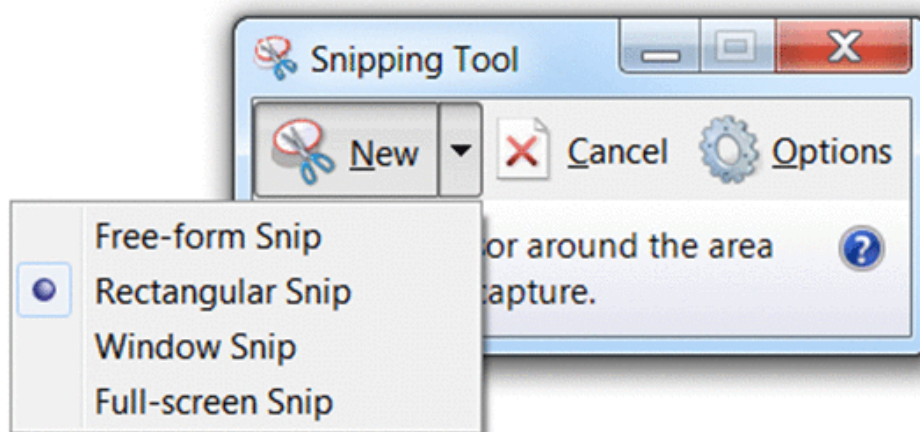 Snipping Tool
New Cancel Options
Free-form Snip
Rectangular Snip
Window Snip
Full-screen Snip
or around the area
apture.
?